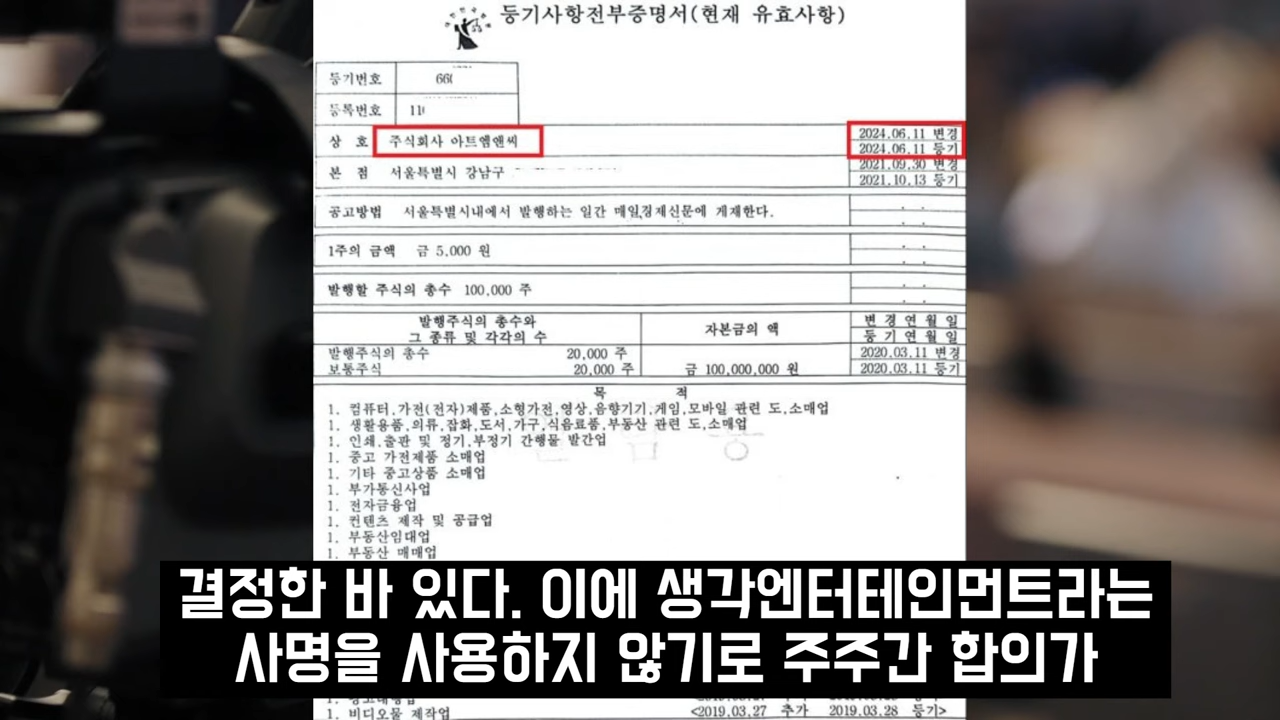 등기사항전부증명서(현재 유효사항)
등기번호 66
등록번호 11
상 호 주식회사 아트엠앤씨 2024.06.11 변경
2024.06.11 등기
본 점 서울특별시 강남구 2021.09.30 변경
2021.10.13 등기
공고방법 서울특별시내에서 발행하는 일간 매일경제신문에 게재한다.
1주의 금액 금 5,000 원
발행할 주식의 총수 100,000 주
발행주식의 총수와
그 종류 및 각각의 수
자본금의 액
변 경 연 월 일
등 기 연 월 일
발행주식의 총수 20,000 주 2020.03.11 변경
보통주식 20,000 주 금 100,000,000 원 2020.03.11 등기
목 적
1. 컴퓨터,가전(전자)제품,소형가전,영상,음향기기,게임,모바일 관련 도,소매업
1. 생활용품,의류,잡화,도서,가구,식음료품,부동산 관련 도,소매업
1. 인쇄,출판 및 정기,부정기 간행물 발간업
1. 중고 가전제품 소매업
1. 기타 중고상품 소매업
1. 부가통신사업
1. 전자금융업
1. 컨텐츠 제작 및 공급업
1. 부동산임대업
1. 부동산 매매업
결정한 바 있다. 이에 생각엔터테인먼트라는
사명을 사용하지 않기로 주주간 합의가
1. 비디오물 제작업 <2019.03.27 추가 2019.03.28 등기>